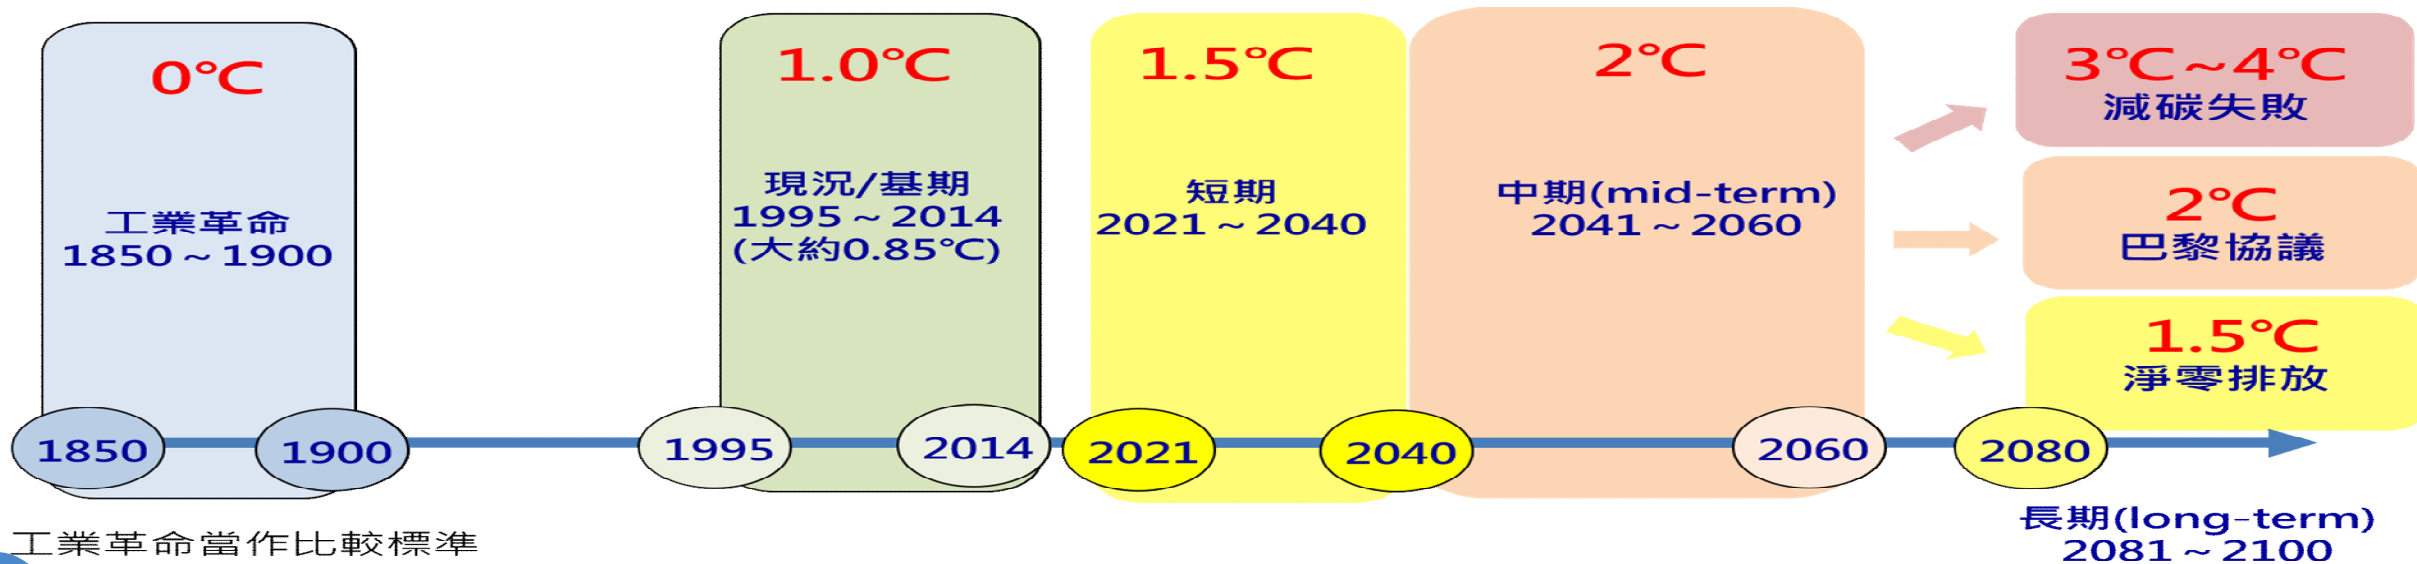 0℃
工業革命
1850～1900
1.0℃
現況/基期
1995～2014
(大約0.85℃)
1.5℃
短期
2021～2040
2℃
中期(mid-term)
2041～2060
3℃~4℃
減碳失敗
2℃
巴黎協議
1.5℃
淨零排放
1850
1900
1995
2014
2021
2040
2060
2080
長期(long-term)
2081～2100
工業革命當作比較標準